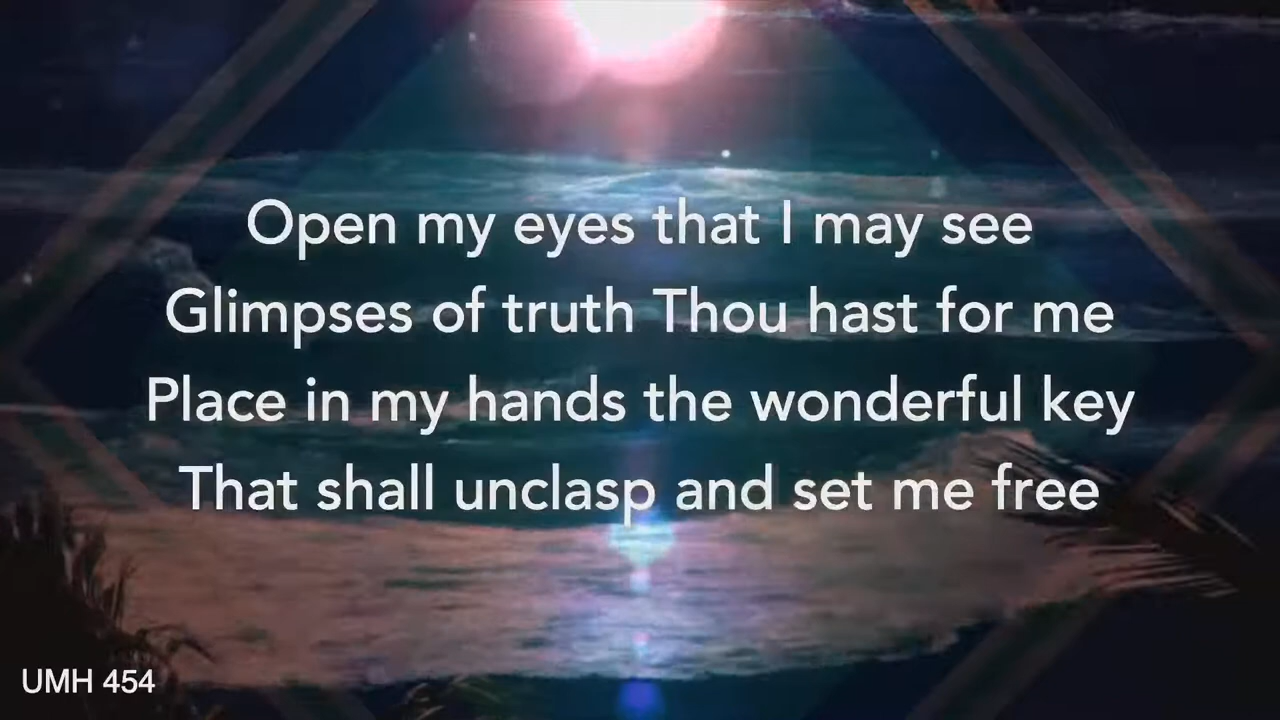 Open my eyes that I may see
Glimpses of truth Thou hast for me
Place in my hands the wonderful key
That shall unclasp and set me free
UMH 454